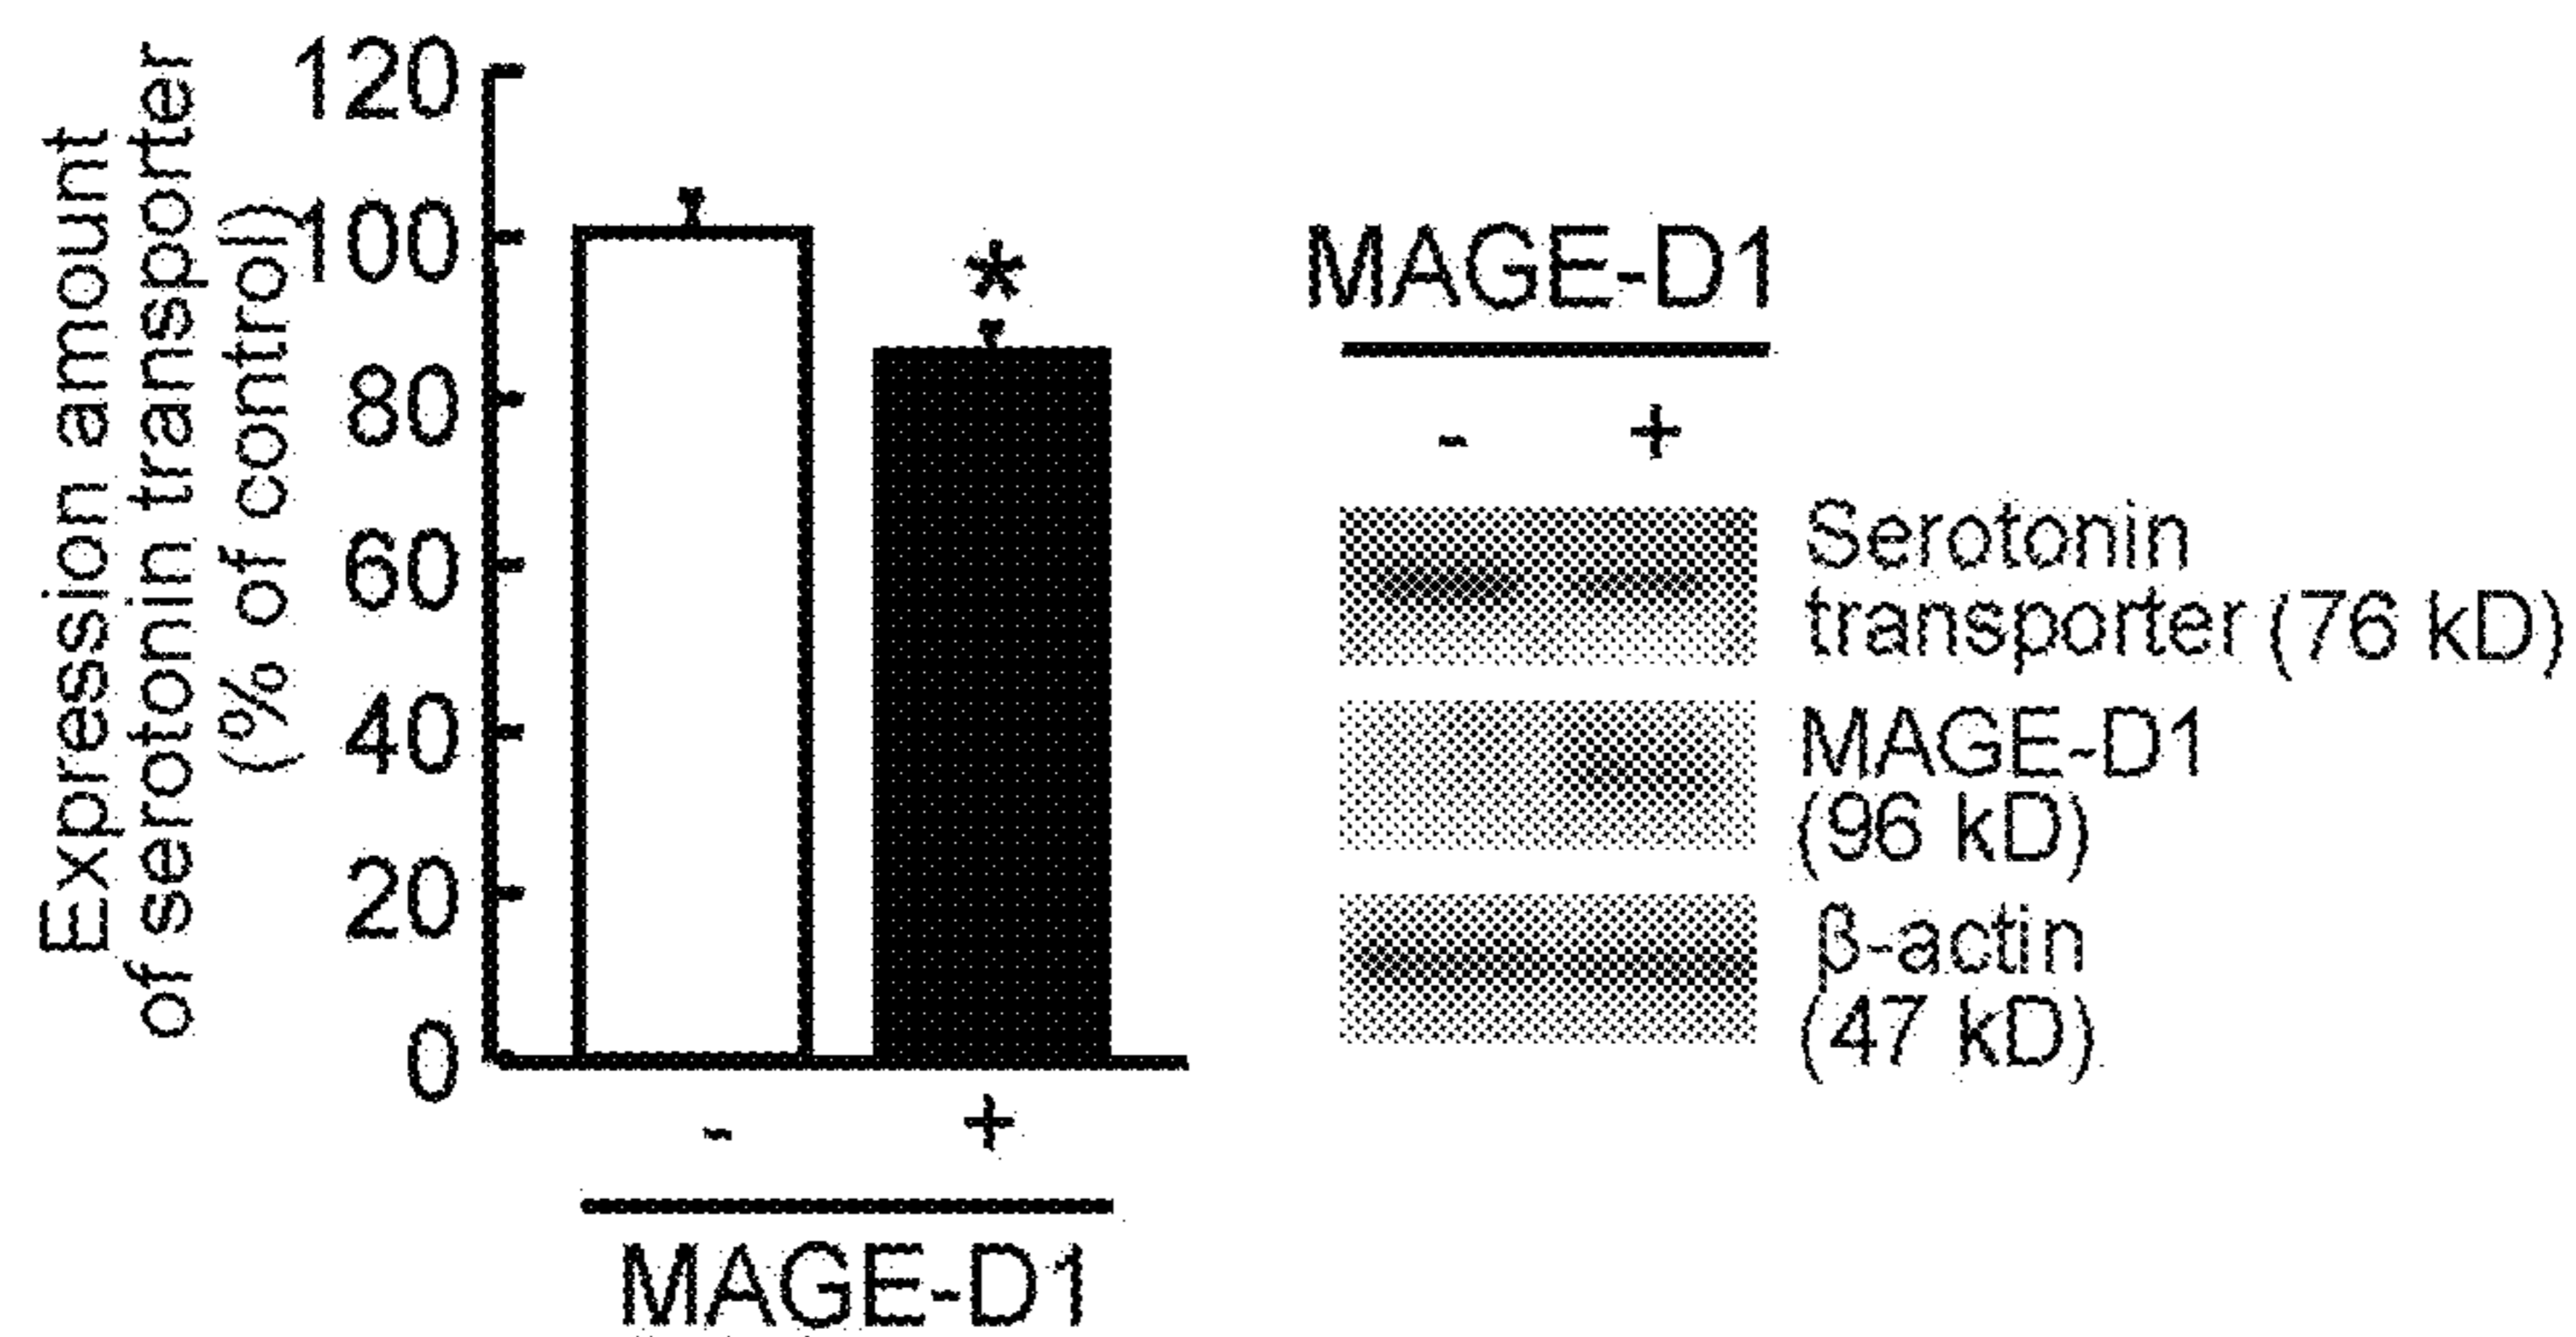 Expression amount
of serotonin transporter
(% of control)
120
100
80
60
40
20
0
*
- +
MAGE-D1
MAGE-D1
- +
Serotonin
transporter (76 kD)
MAGE-D1
(96 kD)
β-actin
(47 kD)